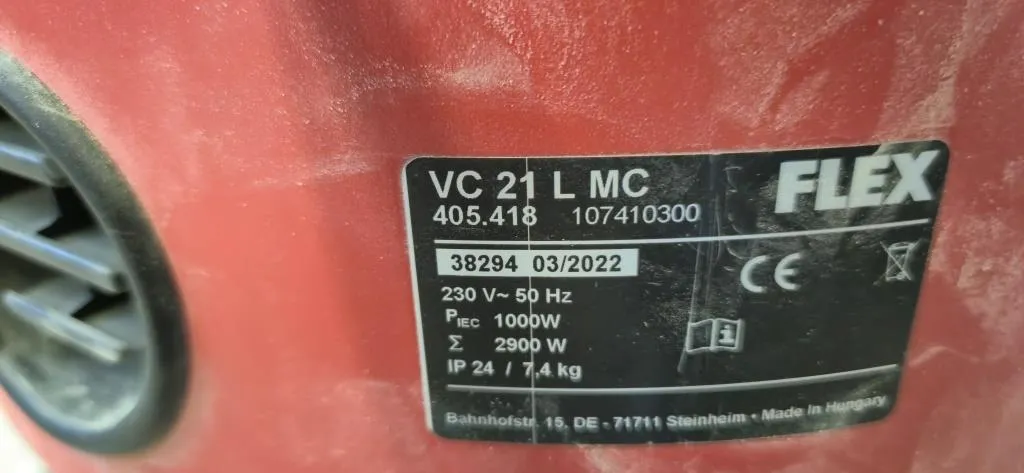 VC 21 L MC
FLEX
405.418 107410300
38294 03/2022
CE
230 V~ 50 Hz
PIEC 1000W
Σ 2900 W
IP 24 / 7,4 kg
Bahnhofstr. 15, DE - 71711 Steinheim • Made In Hungary